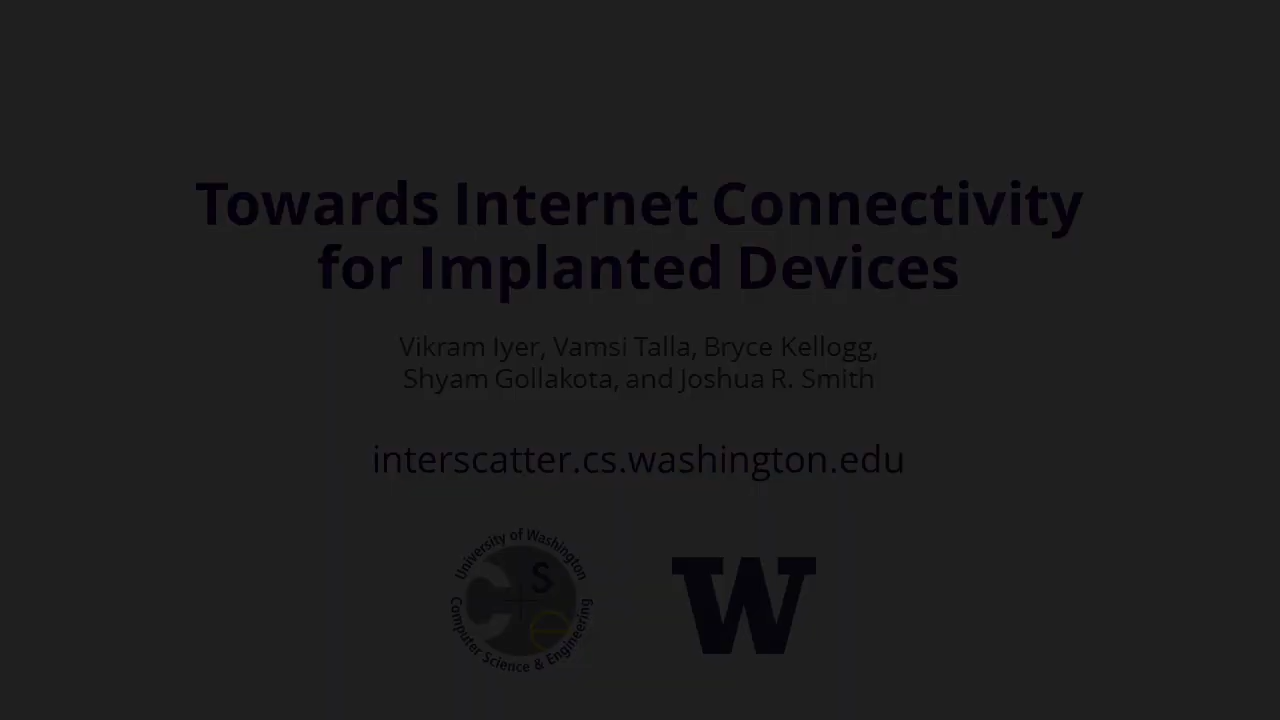 Towards Internet Connectivity
for Implanted Devices
Vikram Iyer, Vamsi Talla, Bryce Kellogg,
Shyam Gollakota, and Joshua R. Smith
interscatter.cs.washington.edu
University of Washington
S
e
Computer Science & Engineering
W